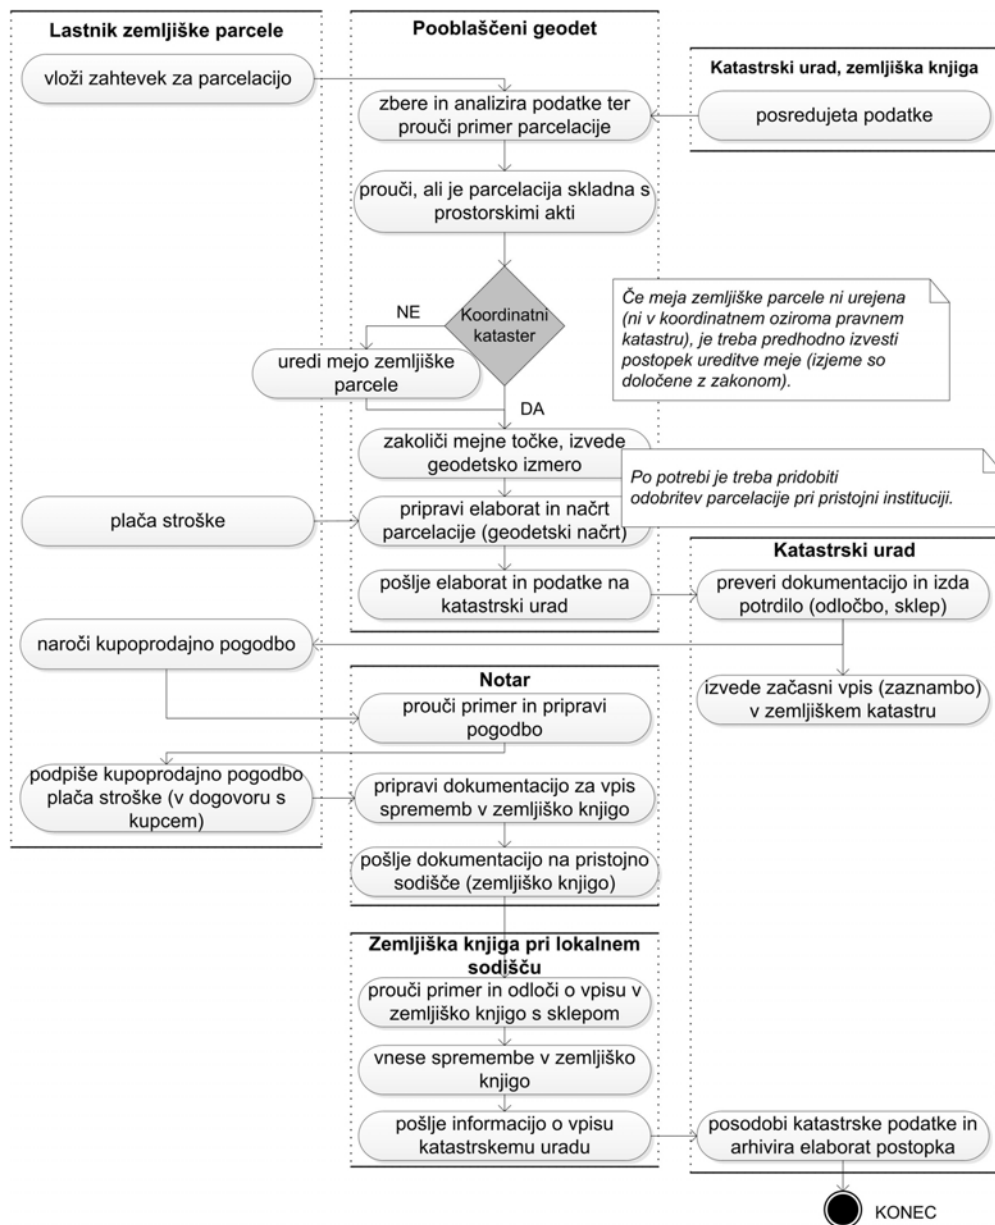 Lastnik zemljiške parcele
Pooblaščeni geodet
vloži zahtevek za parcelacijo
Katastrski urad, zemljiška knjiga
zbere in analizira podatke ter
prouči primer parcelacije
posredujeta podatke
prouči, ali je parcelacija skladna s
prostorskimi akti
Koordinatni
kataster
NE
uredi mejo zemljiške
parcele
DA
Če meja zemljiške parcele ni urejena
(ni v koordinatnem oziroma pravnem
katastru), je treba predhodno izvesti
postopek ureditve meje (izjeme so
določene z zakonom).
zakoliči mejne točke, izvede
geodetsko izmero
Po potrebi je treba pridobiti
odobritev parcelacije pri pristojni instituciji.
plača stroške
pripravi elaborat in načrt
parcelacije (geodetski načrt)
Katastrski urad
pošlje elaborat in podatke na
katastrski urad
preveri dokumentacijo in izda
potrdilo (odločbo, sklep)
naroči kupoprodajno pogodbo
izvede začasni vpis (zaznambo)
v zemljiškem katastru
Notar
prouči primer in pripravi
pogodbo
podpiše kupoprodajno pogodbo
plača stroške (v dogovoru s
kupcem)
pripravi dokumentacijo za vpis
sprememb v zemljiško knjigo
pošlje dokumentacijo na pristojno
sodišče (zemljiško knjigo)
Zemljiška knjiga pri lokalnem
sodišču
prouči primer in odloči o vpisu v
zemljiško knjigo s sklepom
vnese spremembe v zemljiško
knjigo
pošlje informacijo o vpisu
katastrskemu uradu
posodobi katastrske podatke in
arhivira elaborat postopka
KONEC